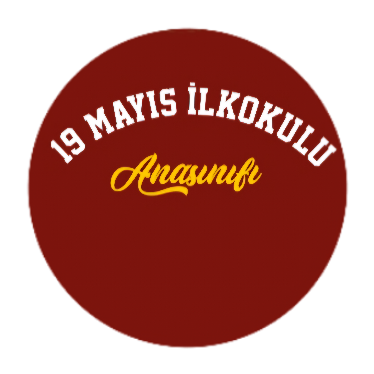 19 MAYIS İLKOKULU
Anasınıfı